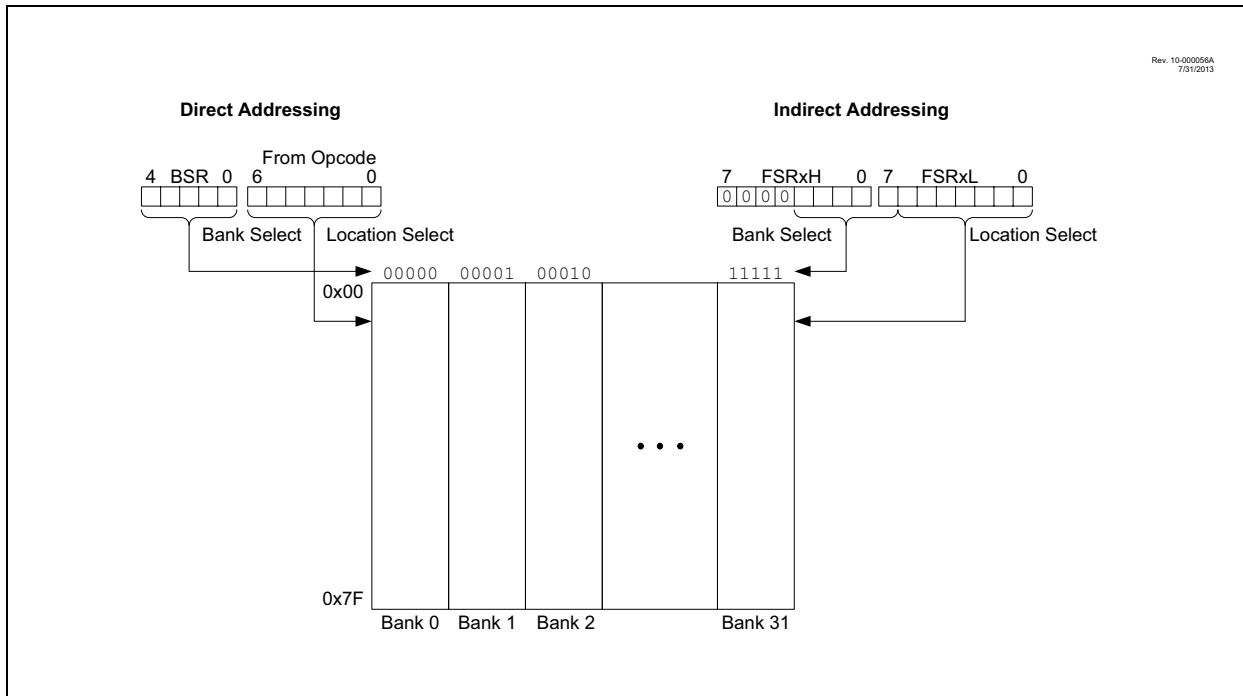 Rev. 10-000056A
7/31/2013
Direct Addressing
Indirect Addressing
From Opcode
4 BSR 0 6 0
7 FSRxH 0 7 FSRxL 0
0 0 0 0
Bank Select Location Select
Bank Select Location Select
00000 00001 00010 11111
0x00
• • •
0x7F
Bank 0 Bank 1 Bank 2 Bank 31